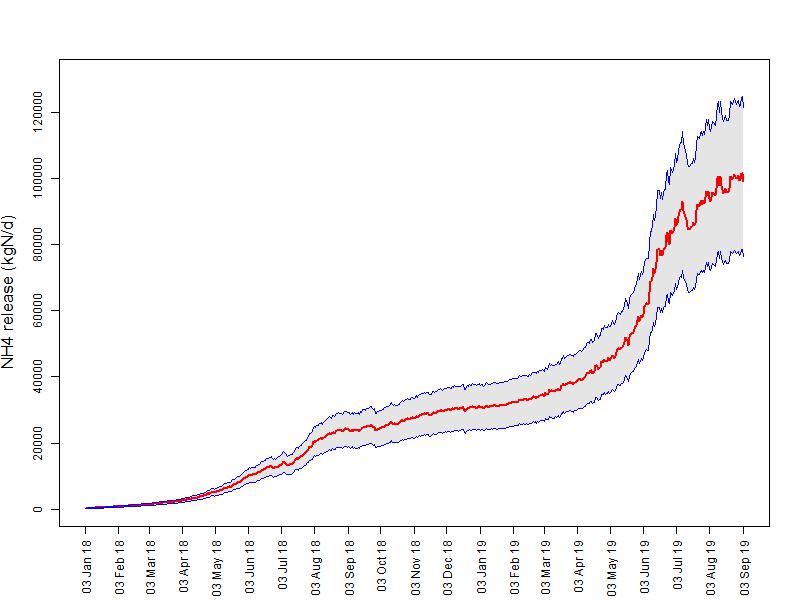 NH4 release (kgN/d)
120000
100000
80000
60000
40000
20000
0
03 Jan 18
03 Feb 18
03 Mar 18
03 Apr 18
03 May 18
03 Jun 18
03 Jul 18
03 Aug 18
03 Sep 18
03 Oct 18
03 Nov 18
03 Dec 18
03 Jan 19
03 Feb 19
03 Mar 19
03 Apr 19
03 May 19
03 Jun 19
03 Jul 19
03 Aug 19
03 Sep 19